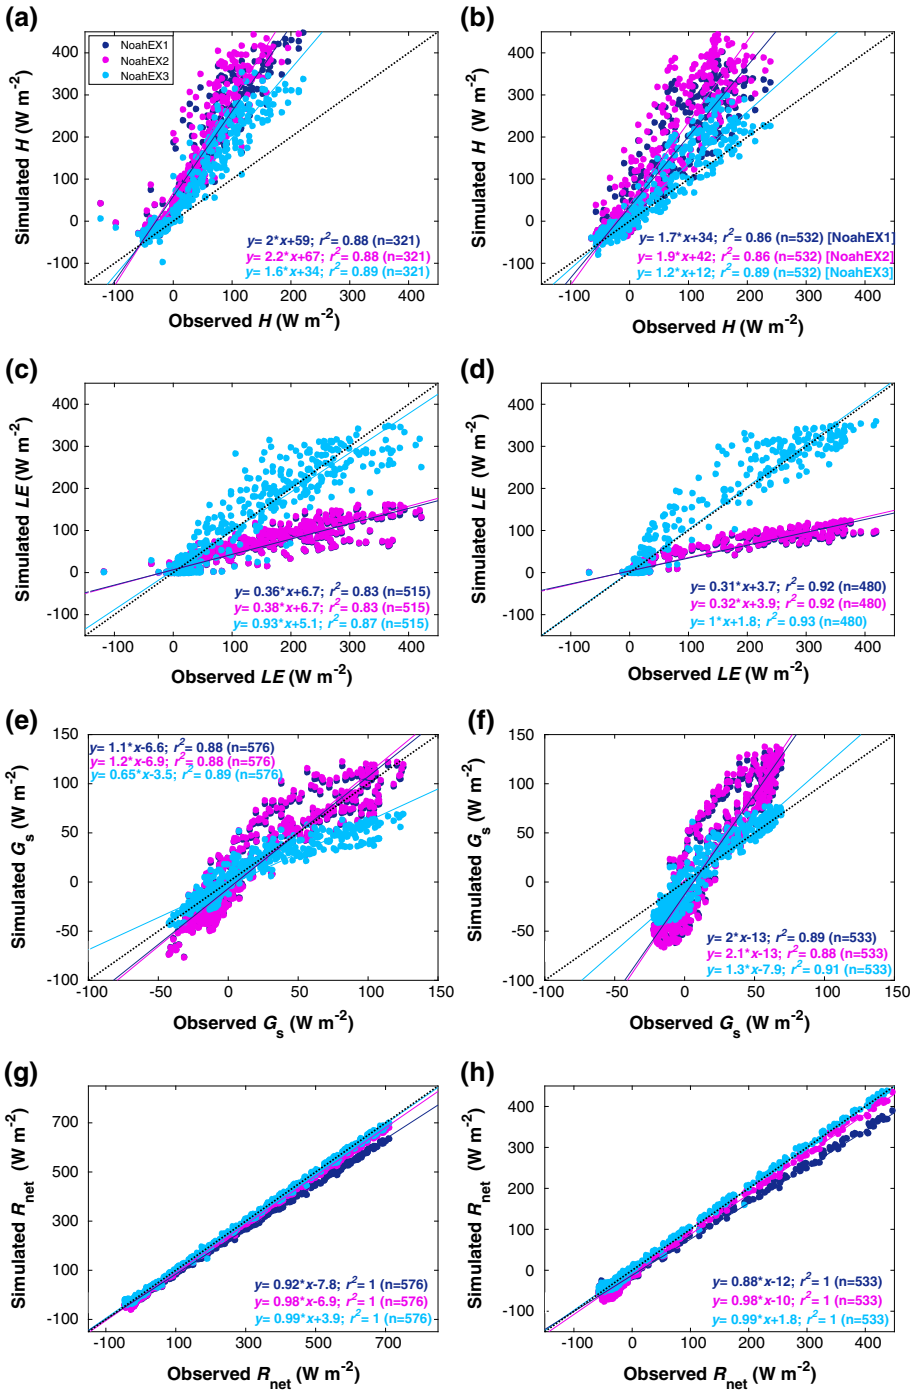 (a)
450
400
300
200
100
0
-100
-100 0 100 200 300 400
Simulated H (W m-2)
Observed H (W m-2)
NoahEX1
NoahEX2
NoahEX3
y= 2*x+59; r2= 0.88 (n=321)
y= 2.2*x+67; r2= 0.88 (n=321)
y= 1.6*x+34; r2= 0.89 (n=321)
(b)
400
300
200
100
0
-100
-100 0 100 200 300 400
Simulated H (W m-2)
Observed H (W m-2)
y= 1.7*x+34; r2= 0.86 (n=532) [NoahEX1]
y= 1.9*x+42; r2= 0.86 (n=532) [NoahEX2]
y= 1.2*x+12; r2= 0.89 (n=532) [NoahEX3]
(c)
400
300
200
100
0
-100
-100 0 100 200 300 400
Simulated LE (W m-2)
Observed LE (W m-2)
y= 0.36*x+6.7; r2= 0.83 (n=515)
y= 0.38*x+6.7; r2= 0.83 (n=515)
y= 0.93*x+5.1; r2= 0.87 (n=515)
(d)
400
300
200
100
0
-100
-100 0 100 200 300 400
Simulated LE (W m-2)
Observed LE (W m-2)
y= 0.31*x+3.7; r2= 0.92 (n=480)
y= 0.32*x+3.9; r2= 0.92 (n=480)
y= 1*x+1.8; r2= 0.93 (n=480)
(e)
150
100
50
0
-50
-100
-100 -50 0 50 100 150
Simulated Gs (W m-2)
Observed Gs (W m-2)
y= 1.1*x-6.6; r2= 0.88 (n=576)
y= 1.2*x-6.9; r2= 0.88 (n=576)
y= 0.65*x-3.5; r2= 0.89 (n=576)
(f)
150
100
50
0
-50
-100
-100 -50 0 50 100 150
Simulated Gs (W m-2)
Observed Gs (W m-2)
y= 2*x-13; r2= 0.89 (n=533)
y= 2.1*x-13; r2= 0.88 (n=533)
y= 1.3*x-7.9; r2= 0.91 (n=533)
(g)
700
500
300
100
-100
-100 100 300 500 700
Simulated Rnet (W m-2)
Observed Rnet (W m-2)
y= 0.92*x-7.8; r2= 1 (n=576)
y= 0.98*x-6.9; r2= 1 (n=576)
y= 0.99*x+3.9; r2= 1 (n=576)
(h)
400
300
200
100
0
-100
-100 0 100 200 300 400
Simulated Rnet (W m-2)
Observed Rnet (W m-2)
y= 0.88*x-12; r2= 1 (n=533)
y= 0.98*x-10; r2= 1 (n=533)
y= 0.99*x+1.8; r2= 1 (n=533)